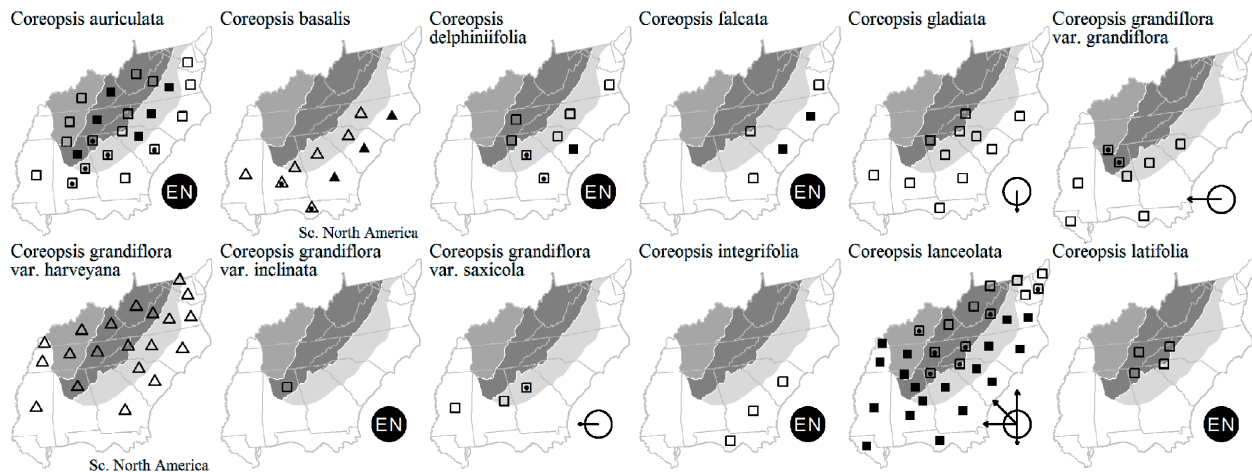 Coreopsis auriculata
Coreopsis basalis
Coreopsis
delphiniifolia
Coreopsis falcata
Coreopsis gladiata
Coreopsis grandiflora
var. grandiflora
EN
Sc. North America
EN
EN
Coreopsis grandiflora
var. harveyana
Coreopsis grandiflora
var. inclinata
Coreopsis grandiflora
var. saxicola
Coreopsis integrifolia
Coreopsis lanceolata
Coreopsis latifolia
Sc. North America
EN
EN
EN